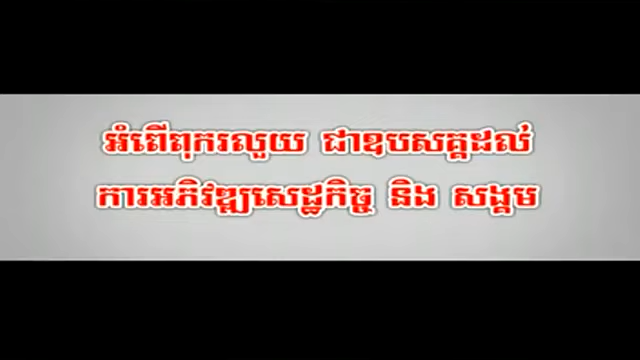 អំពើពុករលួយ ជាឧបសគ្គដល់
ការអភិវឌ្ឍសេដ្ឋកិច្ច និង សង្គម